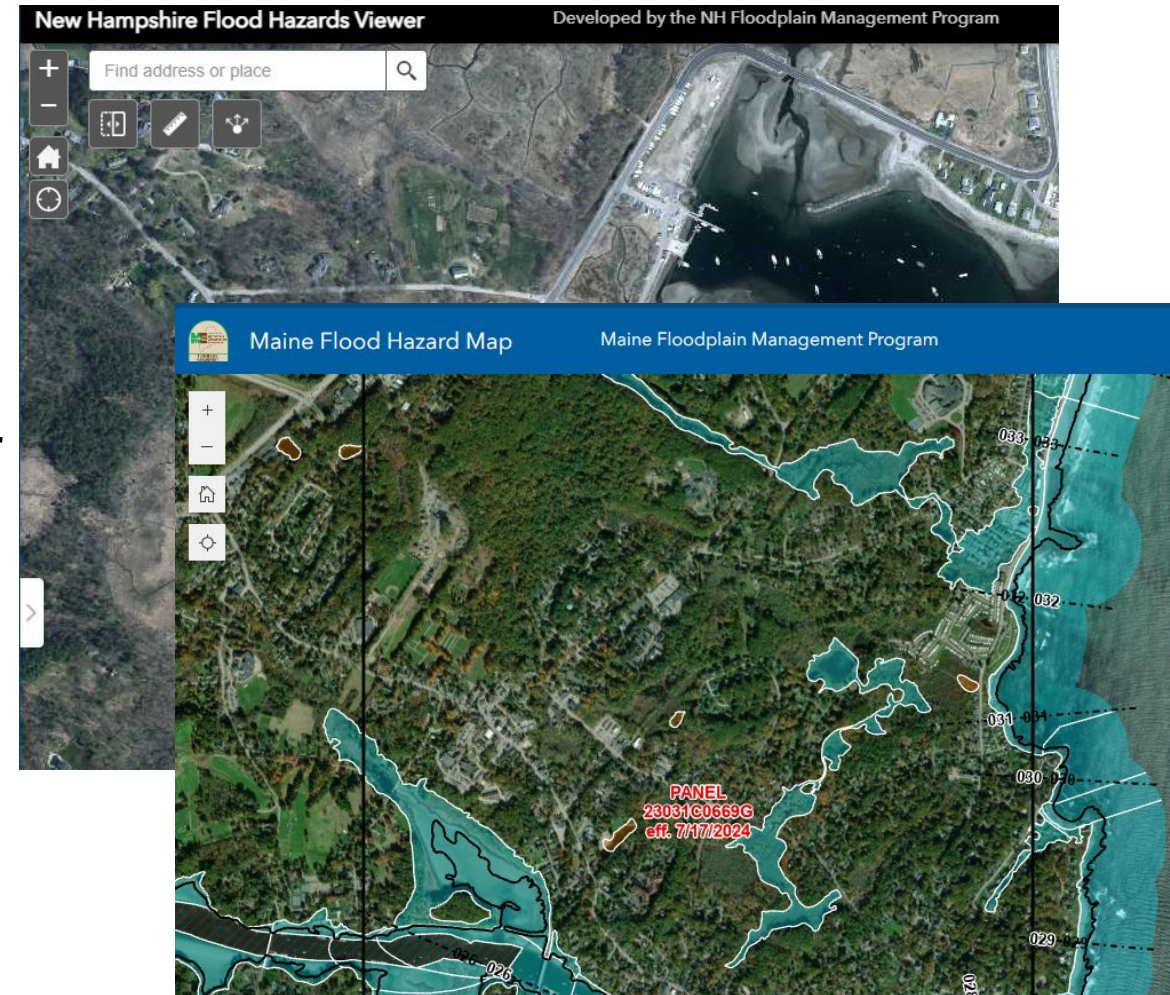 New Hampshire Flood Hazards Viewer
Developed by the NH Floodplain Management Program
Find address or place
Maine Flood Hazard Map
Maine Floodplain Management Program
033 033
032 032
031 031
PANEL
23031C0669G
eff. 7/17/2024
030 030
029 029
026 026